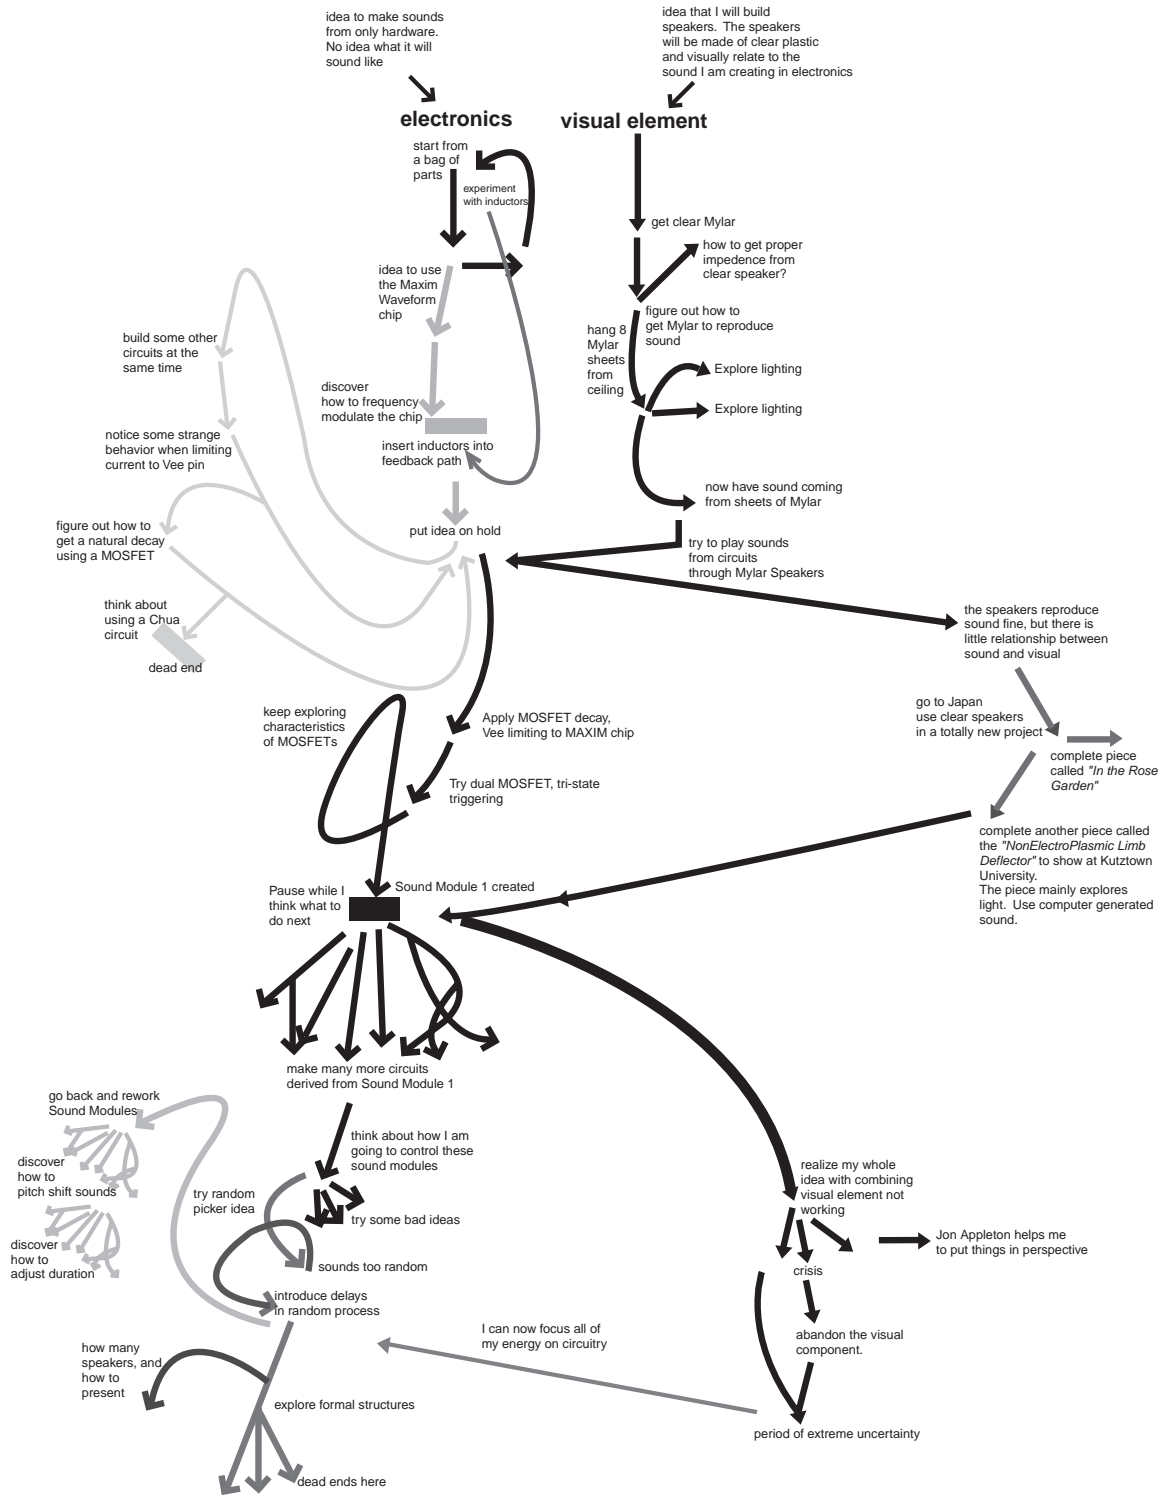 idea to make sounds
from only hardware.
No idea what it will
sound like
idea that I will build
speakers.  The speakers
will be made of clear plastic
and visually relate to the
sound I am creating in electronics
electronics
visual element
start from
a bag of
parts
experiment
with inductors
get clear Mylar
how to get proper
impedence from
clear speaker?
idea to use
the Maxim
Waveform
chip
figure out how to
get Mylar to reproduce
sound
hang 8
Mylar
sheets
from
ceiling
build some other
circuits at the
same time
Explore lighting
discover
how to frequency
modulate the chip
Explore lighting
notice some strange
behavior when limiting
current to Vee pin
insert inductors into
feedback path
now have sound coming
from sheets of Mylar
figure out how to
get a natural decay
using a MOSFET
put idea on hold
try to play sounds
from circuits
through Mylar Speakers
think about
using a Chua
circuit
dead end
the speakers reproduce
sound fine, but there is
little relationship between
sound and visual
keep exploring
characteristics
of MOSFETs
Apply MOSFET decay,
Vee limiting to MAXIM chip
go to Japan
use clear speakers
in a totally new project
complete piece
called "In the Rose
Garden"
Try dual MOSFET, tri-state
triggering
complete another piece called
the "NonElectroPlasmic Limb
Deflector" to show at Kutztown
University.
The piece mainly explores
light.  Use computer generated
sound.
Pause while I
think what to
do next
Sound Module 1 created
make many more circuits
derived from Sound Module 1
go back and rework
Sound Modules
think about how I am
going to control these
sound modules
discover
how to
pitch shift sounds
try random
picker idea
try some bad ideas
realize my whole
idea with combining
visual element not
working
Jon Appleton helps me
to put things in perspective
discover
how to
adjust duration
sounds too random
crisis
introduce delays
in random process
I can now focus all of
my energy on circuitry
abandon the visual
component.
how many
speakers, and
how to
present
explore formal structures
period of extreme uncertainty
dead ends here